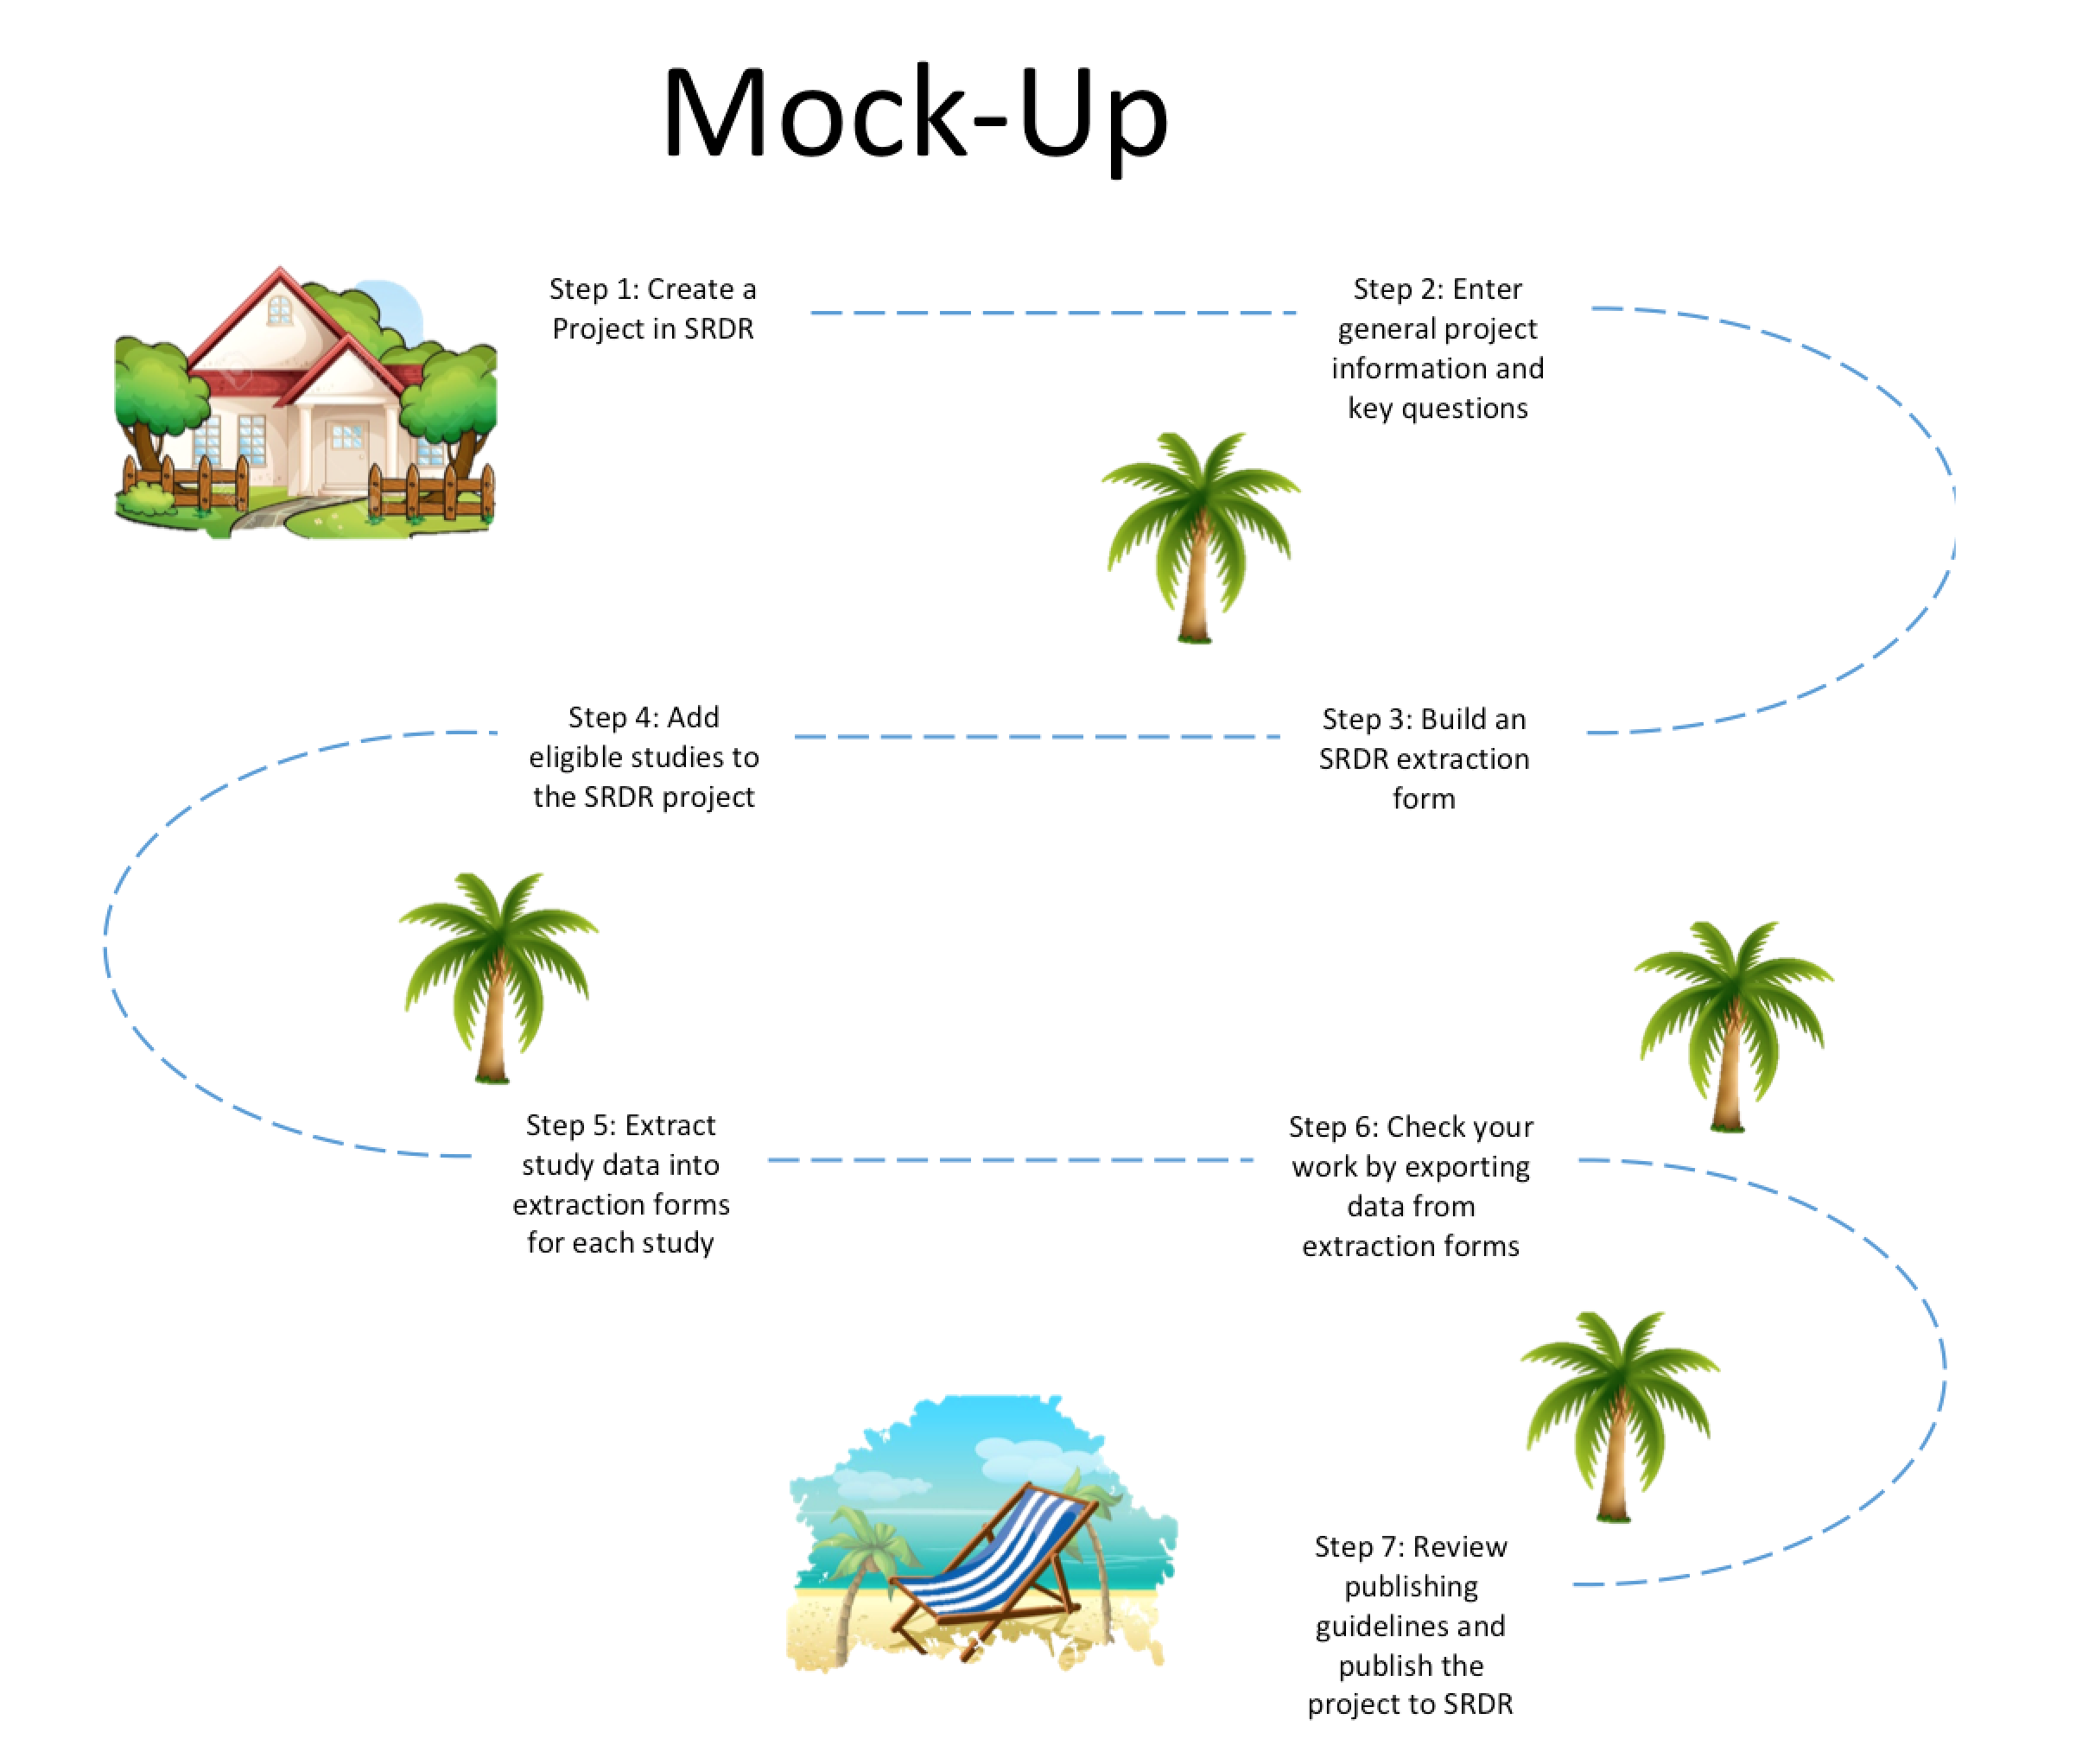 Mock-Up
Step 1: Create a
Project in SRDR
Step 2: Enter
general project
information and
key questions
Step 3: Build an
SRDR extraction
form
Step 4: Add
eligible studies to
the SRDR project
Step 5: Extract
study data into
extraction forms
for each study
Step 6: Check your
work by exporting
data from
extraction forms
Step 7: Review
publishing
guidelines and
publish the
project to SRDR